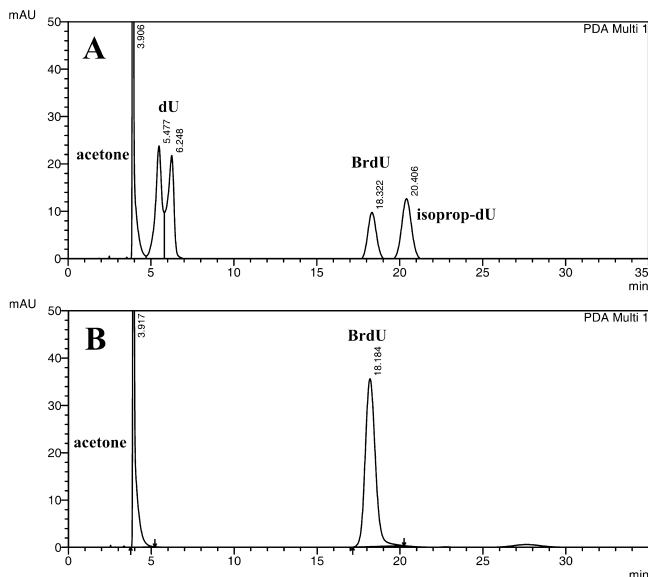 mAU
50
40
30
20
10
0
PDA Multi 1
A
3.906
acetone
dU
5.477
6.248
BrdU
18.322
20.406
isoprop-dU
0 5 10 15 20 25 30 35
min
mAU
50
40
30
20
10
0
PDA Multi 1
B
3.917
acetone
BrdU
18.184
0 5 10 15 20 25 30
min